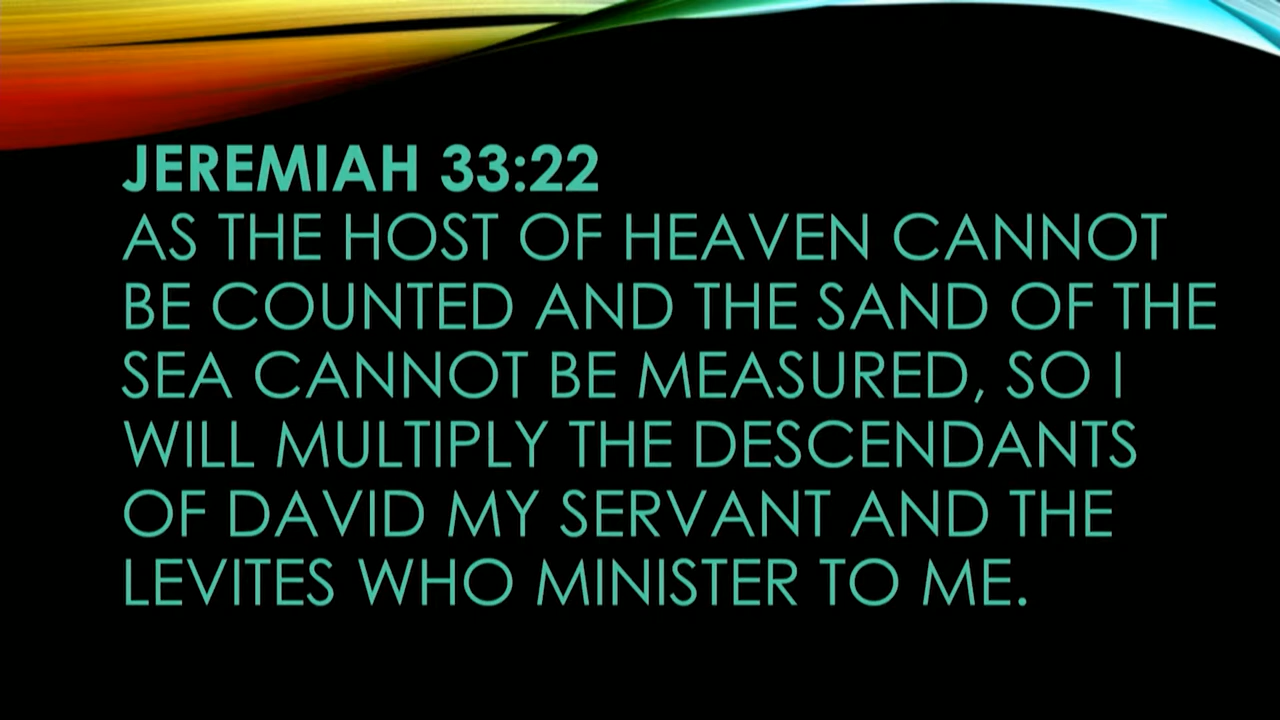 JEREMIAH 33:22
AS THE HOST OF HEAVEN CANNOT
BE COUNTED AND THE SAND OF THE
SEA CANNOT BE MEASURED, SO I
WILL MULTIPLY THE DESCENDANTS
OF DAVID MY SERVANT AND THE
LEVITES WHO MINISTER TO ME.